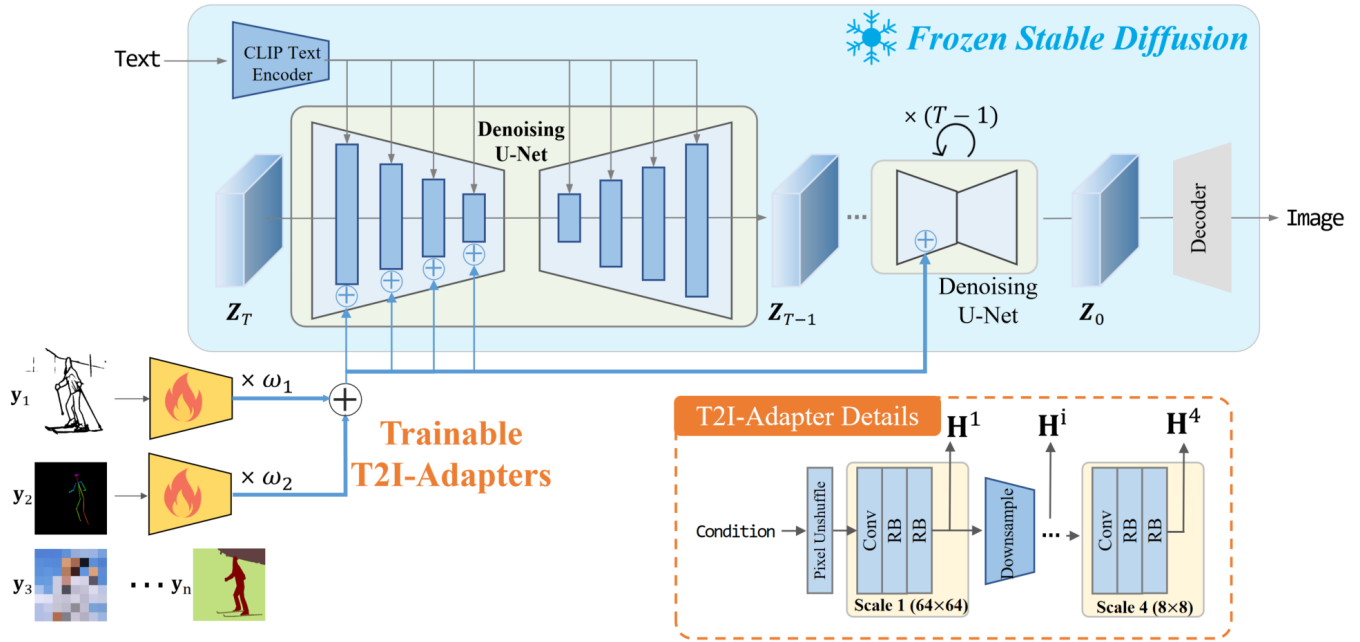 Frozen Stable Diffusion
Text
CLIP Text
Encoder
Denoising
U-Net
× (T − 1)
...
Decoder
Image
Z_T
Z_{T−1}
Denoising
U-Net
Z_0
y_1
× ω_1
+
Trainable
T2I-Adapters
y_2
× ω_2
y_3
...
y_n
T2I-Adapter Details
H^1
H^i
H^4
Condition
Pixel Unshuffle
Conv
RB
RB
Downsample
...
Conv
RB
RB
Scale 1 (64×64)
Scale 4 (8×8)